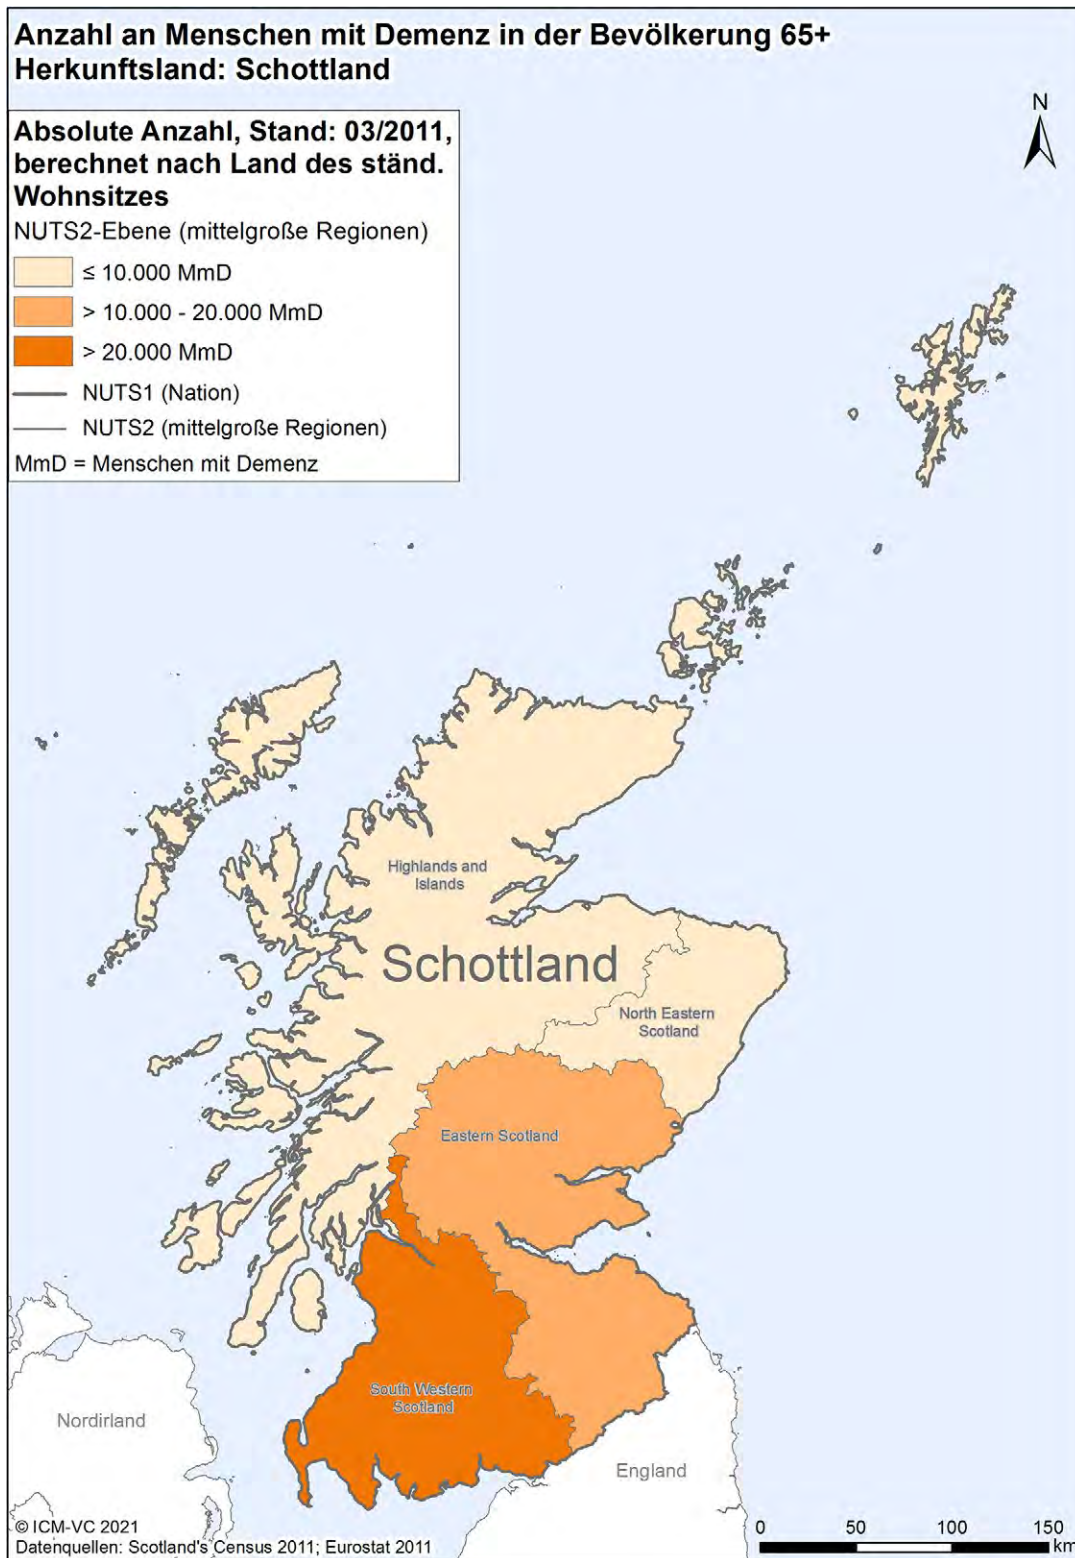 Anzahl an Menschen mit Demenz in der Bevölkerung 65+
Herkunftsland: Schottland
Absolute Anzahl, Stand: 03/2011,
berechnet nach Land des ständ.
Wohnsitzes
NUTS2-Ebene (mittelgroße Regionen)
≤ 10.000 MmD
> 10.000 - 20.000 MmD
> 20.000 MmD
NUTS1 (Nation)
NUTS2 (mittelgroße Regionen)
MmD = Menschen mit Demenz
N
Highlands and
Islands
Schottland
North Eastern
Scotland
Eastern Scotland
South Western
Scotland
Nordirland
England
© ICM-VC 2021
Datenquellen: Scotland's Census 2011; Eurostat 2011
0 50 100 150
km